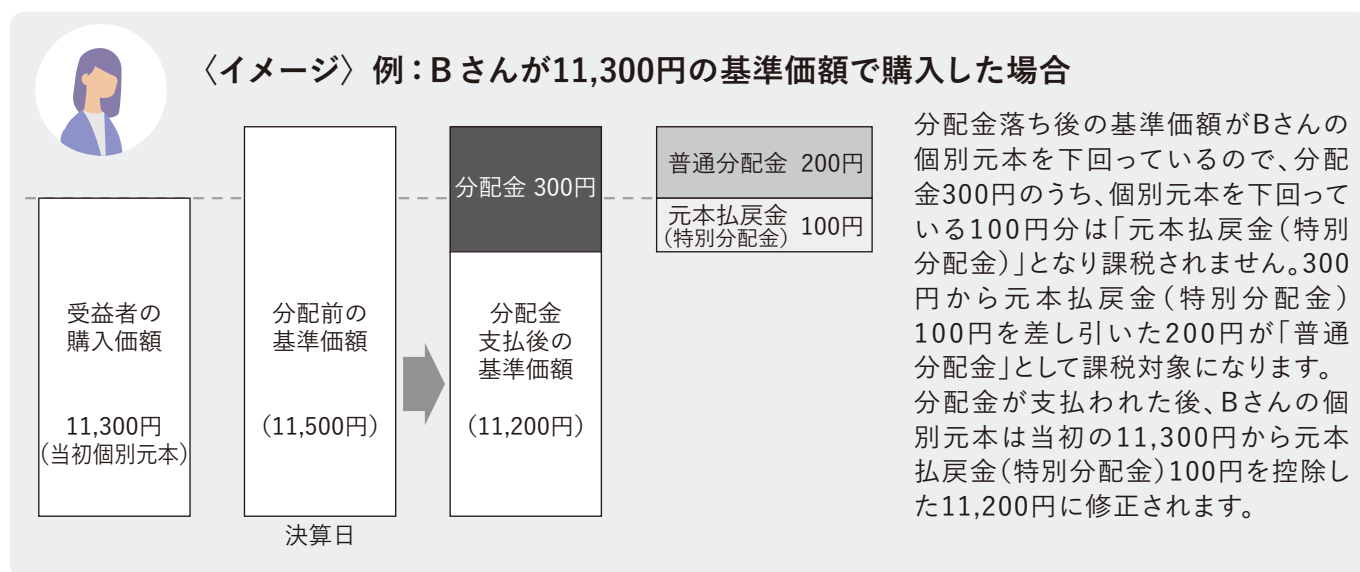 〈イメージ〉例：Bさんが11,300円の基準価額で購入した場合
受益者の
購入価額
11,300円
（当初個別元本）
分配前の
基準価額
（11,500円）
決算日
分配金 300円
分配金
支払後の
基準価額
（11,200円）
普通分配金 200円
元本払戻金
（特別分配金）
100円
分配金落ち後の基準価額がBさんの
個別元本を下回っているので、分配
金300円のうち、個別元本を下回って
いる100円分は「元本払戻金（特別
分配金）」となり課税されません。300
円から元本払戻金（特別分配金）
100円を差し引いた200円が「普通
分配金」として課税対象になります。
分配金が支払われた後、Bさんの個
別元本は当初の11,300円から元本
払戻金（特別分配金）100円を控除し
た11,200円に修正されます。